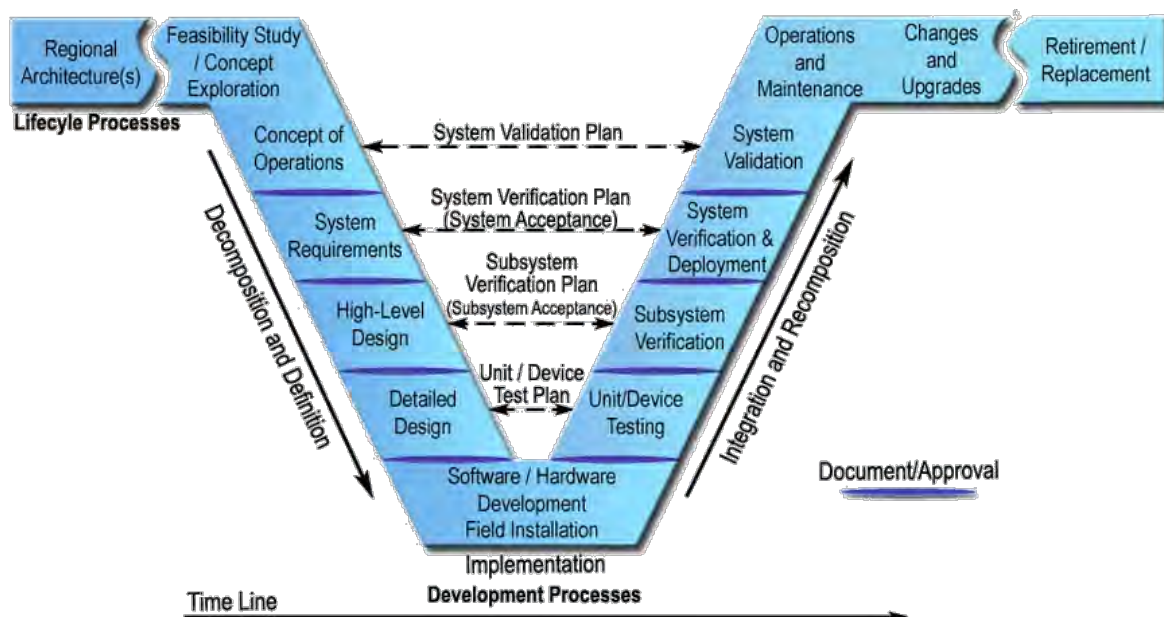 Regional
Architecture(s)
Feasibility Study
/ Concept
Exploration
Operations
and
Maintenance
Changes
and
Upgrades
Retirement /
Replacement
Lifecyle Processes
Concept of
Operations
System Validation Plan
System
Validation
System
Requirements
System Verification Plan
(System Acceptance)
System
Verification &
Deployment
High-Level
Design
Subsystem
Verification Plan
(Subsystem Acceptance)
Subsystem
Verification
Detailed
Design
Unit / Device
Test Plan
Unit/Device
Testing
Decomposition and Definition
Integration and Recomposition
Software / Hardware
Development
Field Installation
Document/Approval
Implementation
Development Processes
Time Line